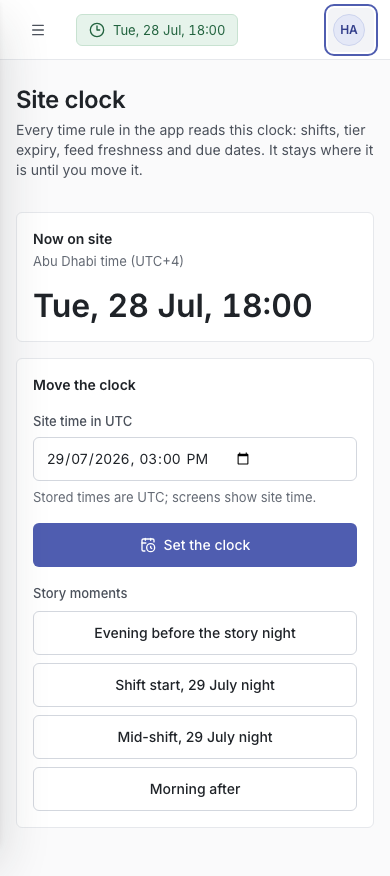 Tue, 28 Jul, 18:00
HA
Site clock
Every time rule in the app reads this clock: shifts, tier
expiry, feed freshness and due dates. It stays where it
is until you move it.
Now on site
Abu Dhabi time (UTC+4)
Tue, 28 Jul, 18:00
Move the clock
Site time in UTC
29/07/2026, 03:00 PM
Stored times are UTC; screens show site time.
Set the clock
Story moments
Evening before the story night
Shift start, 29 July night
Mid-shift, 29 July night
Morning after